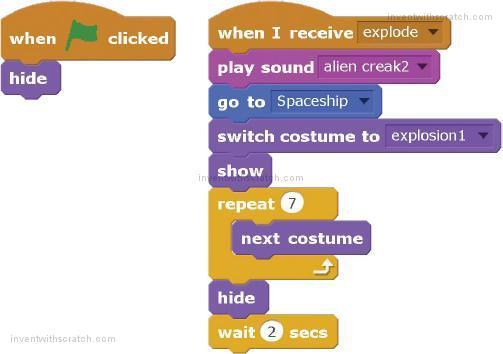 inventwithscratch.com
when clicked
hide
when I receive explode
play sound alien creak2
go to Spaceship
switch costume to explosion1
show
inventwithscratch.com
repeat 7
next costume
hide
wait 2 secs
inventwithscratch.com